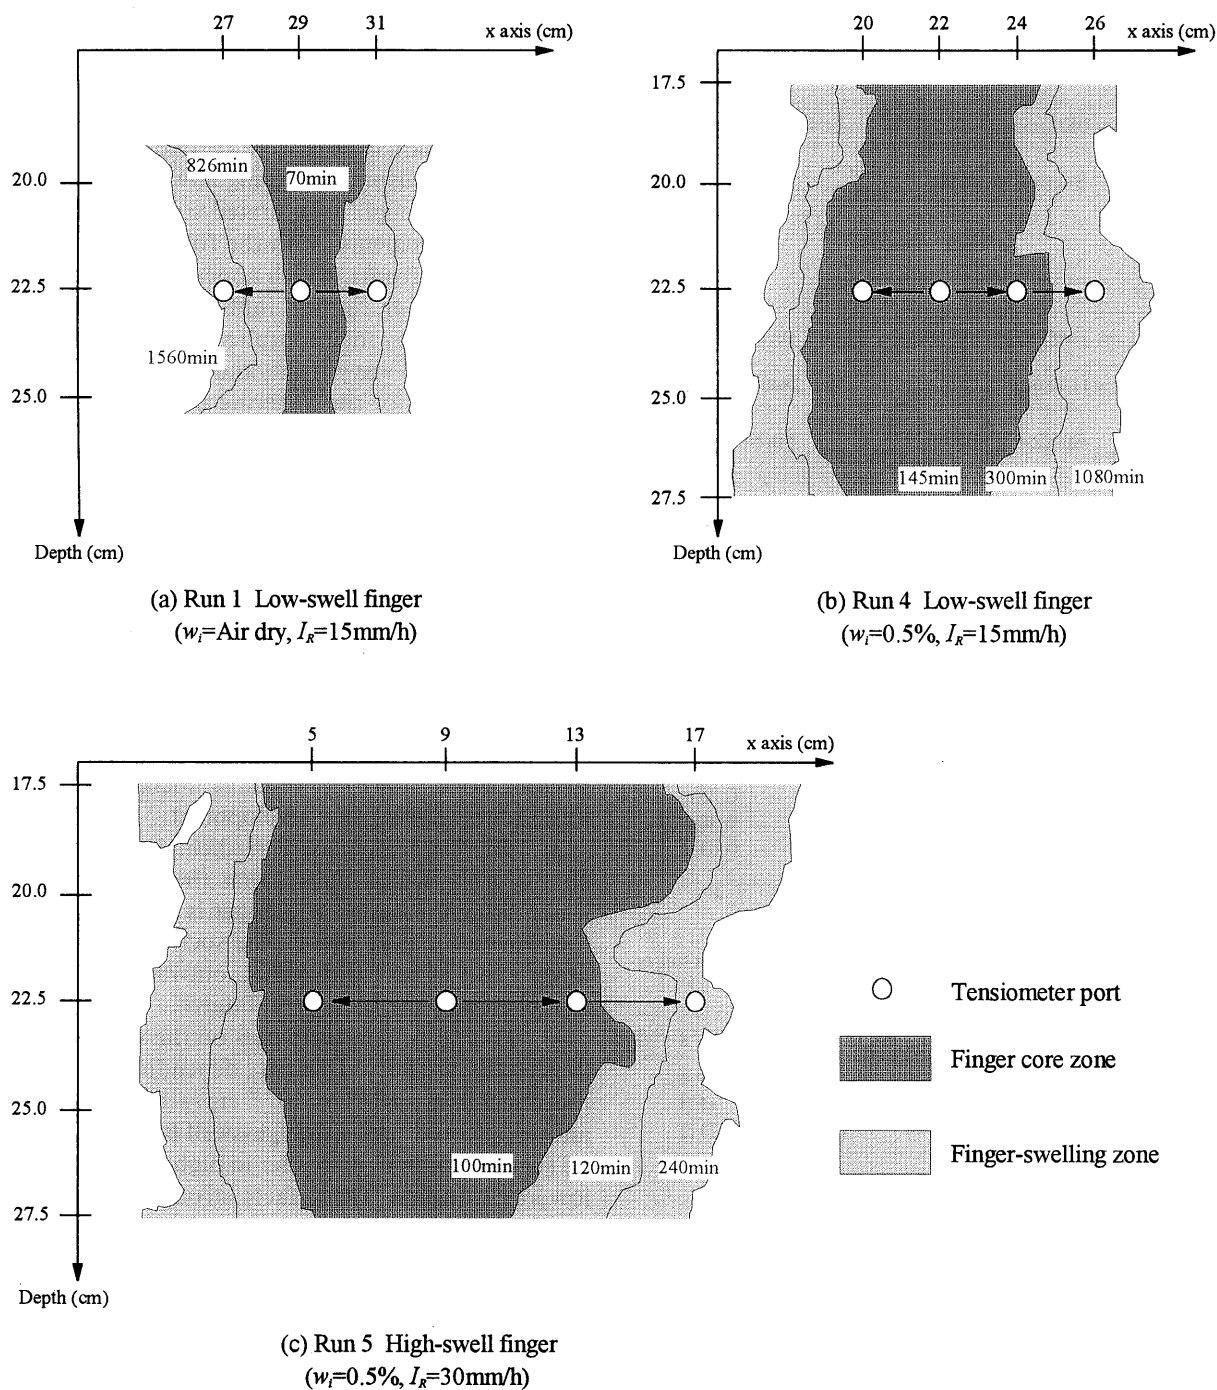 27 29 31 x axis (cm)
20.0
22.5
25.0
826min
70min
1560min
Depth (cm)
(a) Run 1 Low-swell finger
(wᵢ=Air dry, I_R=15mm/h)
20 22 24 26 x axis (cm)
17.5
20.0
22.5
25.0
27.5
145min 300min 1080min
Depth (cm)
(b) Run 4 Low-swell finger
(wᵢ=0.5%, I_R=15mm/h)
5 9 13 17 x axis (cm)
17.5
20.0
22.5
25.0
27.5
100min 120min 240min
Depth (cm)
Tensiometer port
Finger core zone
Finger-swelling zone
(c) Run 5 High-swell finger
(wᵢ=0.5%, I_R=30mm/h)